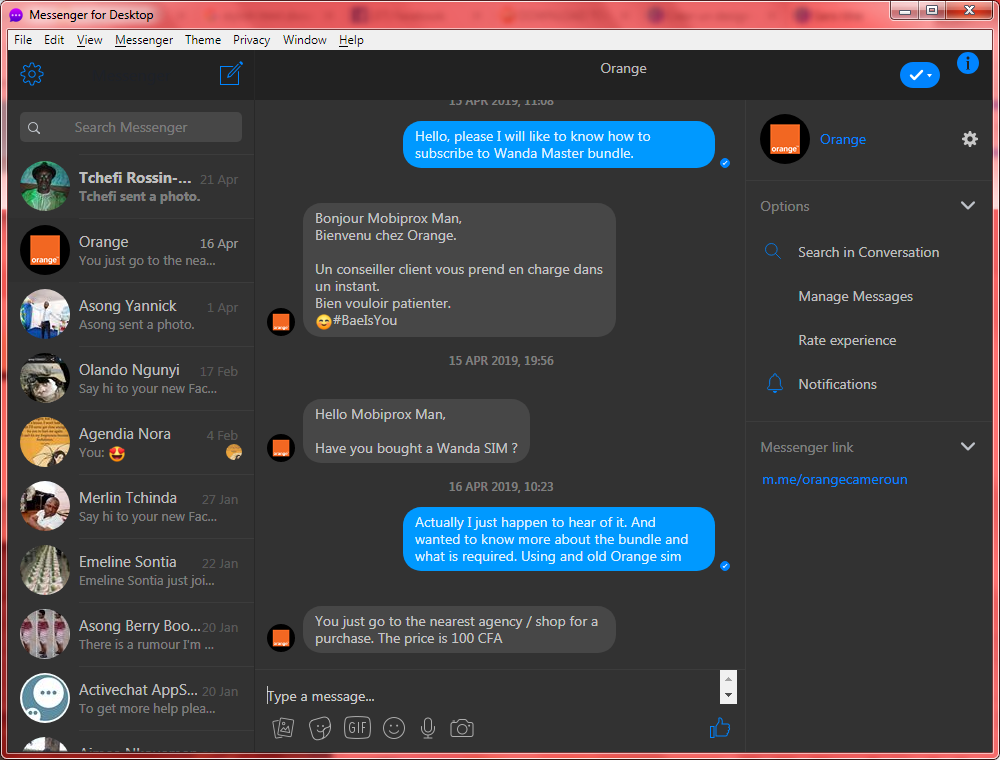 Messenger for Desktop
File Edit View Messenger Theme Privacy Window Help
Orange
Search Messenger
Tchefi Rossin-... 21 Apr
Tchefi sent a photo.
Orange 16 Apr
You just go to the nea...
Asong Yannick 1 Apr
Asong sent a photo.
Olando Ngunyi 17 Feb
Say hi to your new Fac...
Agendia Nora 4 Feb
You: 🤩
Merlin Tchinda 27 Jan
Say hi to your new Fac...
Emeline Sontia 22 Jan
Emeline Sontia just joi...
Asong Berry Boo... 20 Jan
There is a rumour I'm ...
Activechat AppS... 20 Jan
To get more help plea...
15 APR 2019, 11:08
Hello, please I will like to know how to
subscribe to Wanda Master bundle.
Bonjour Mobiprox Man,
Bienvenu chez Orange.
Un conseiller client vous prend en charge dans
un instant.
Bien vouloir patienter.
😊#BaeIsYou
15 APR 2019, 19:56
Hello Mobiprox Man,
Have you bought a Wanda SIM ?
16 APR 2019, 10:23
Actually I just happen to hear of it. And
wanted to know more about the bundle and
what is required. Using and old Orange sim
You just go to the nearest agency / shop for a
purchase. The price is 100 CFA
Type a message...
GIF
orange
Orange
Options
Search in Conversation
Manage Messages
Rate experience
Notifications
Messenger link
m.me/orangecameroun